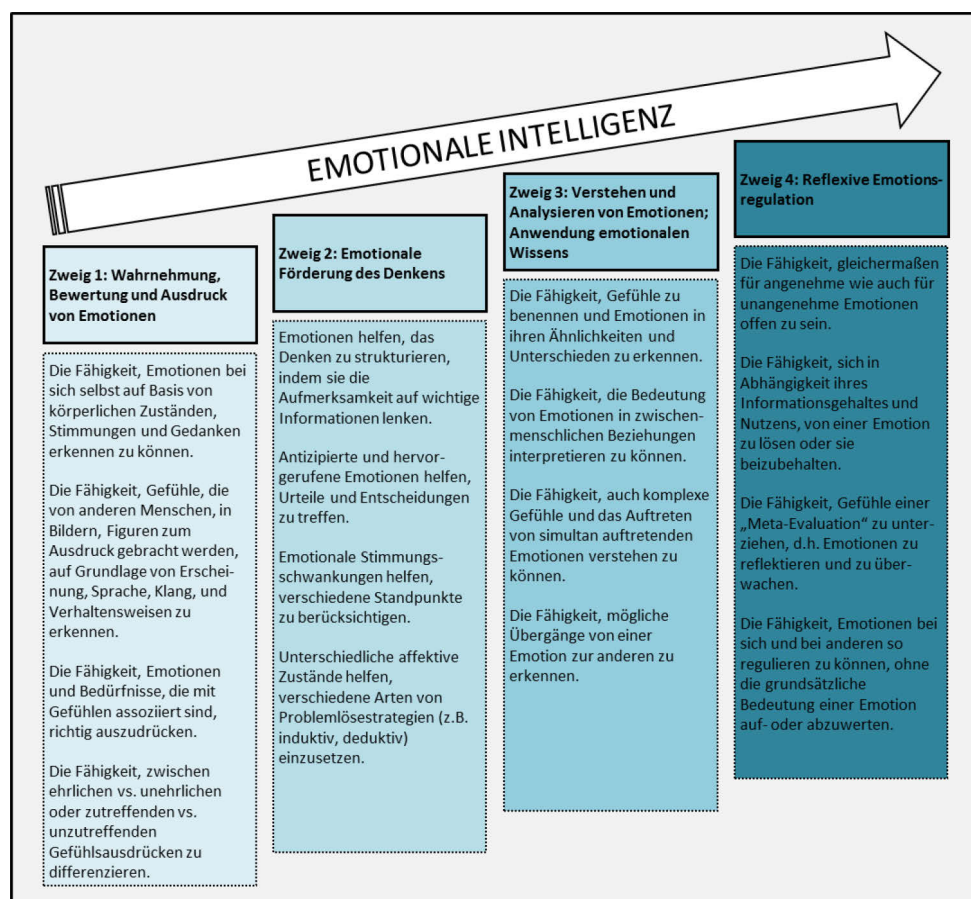 EMOTIONALE INTELLIGENZ
Zweig 1: Wahrnehmung,
Bewertung und Ausdruck
von Emotionen
Die Fähigkeit, Emotionen bei
sich selbst auf Basis von
körperlichen Zuständen,
Stimmungen und Gedanken
erkennen zu können.
Die Fähigkeit, Gefühle, die
von anderen Menschen, in
Bildern, Figuren zum
Ausdruck gebracht werden,
auf Grundlage von Erschei-
nung, Sprache, Klang, und
Verhaltensweisen zu
erkennen.
Die Fähigkeit, Emotionen
und Bedürfnisse, die mit
Gefühlen assoziiert sind,
richtig auszudrücken.
Die Fähigkeit, zwischen
ehrlichen vs. unehrlichen
oder zutreffenden vs.
unzutreffenden
Gefühlsausdrücken zu
differenzieren.
Zweig 2: Emotionale
Förderung des Denkens
Emotionen helfen, das
Denken zu strukturieren,
indem sie die
Aufmerksamkeit auf wichtige
Informationen lenken.
Antizipierte und hervor-
gerufene Emotionen helfen,
Urteile und Entscheidungen
zu treffen.
Emotionale Stimmungs-
schwankungen helfen,
verschiedene Standpunkte
zu berücksichtigen.
Unterschiedliche affektive
Zustände helfen,
verschiedene Arten von
Problemlösestrategien (z.B.
induktiv, deduktiv)
einzusetzen.
Zweig 3: Verstehen und
Analysieren von Emotionen;
Anwendung emotionalen
Wissens
Die Fähigkeit, Gefühle zu
benennen und Emotionen in
ihren Ähnlichkeiten und
Unterschieden zu erkennen.
Die Fähigkeit, die Bedeutung
von Emotionen in zwischen-
menschlichen Beziehungen
interpretieren zu können.
Die Fähigkeit, auch komplexe
Gefühle und das Auftreten
von simultan auftretenden
Emotionen verstehen zu
können.
Die Fähigkeit, mögliche
Übergänge von einer
Emotion zur anderen zu
erkennen.
Zweig 4: Reflexive Emotions-
regulation
Die Fähigkeit, gleichermaßen
für angenehme wie auch für
unangenehme Emotionen
offen zu sein.
Die Fähigkeit, sich in
Abhängigkeit ihres
Informationsgehaltes und
Nutzens, von einer Emotion
zu lösen oder sie
beizubehalten.
Die Fähigkeit, Gefühle einer
„Meta-Evaluation“ zu unter-
ziehen, d.h. Emotionen zu
reflektieren und zu über-
wachen.
Die Fähigkeit, Emotionen bei
sich und bei anderen so
regulieren zu können, ohne
die grundsätzliche
Bedeutung einer Emotion
auf- oder abzuwerten.